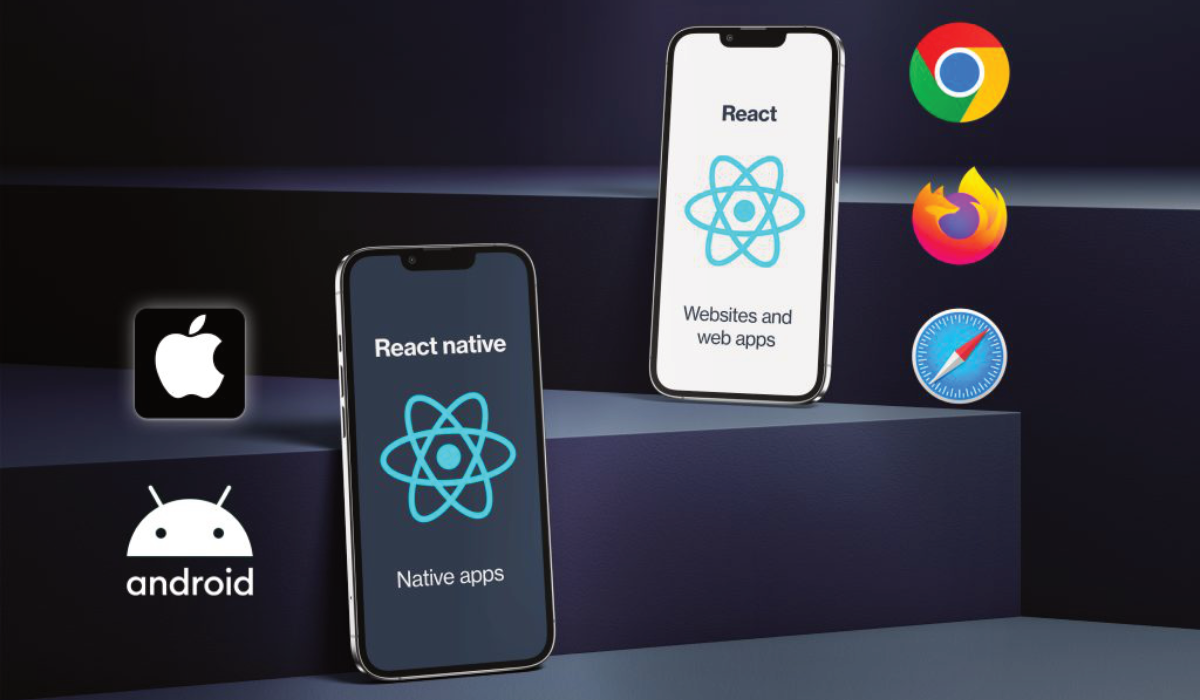 React
Websites and
web apps
React native
Native apps
android